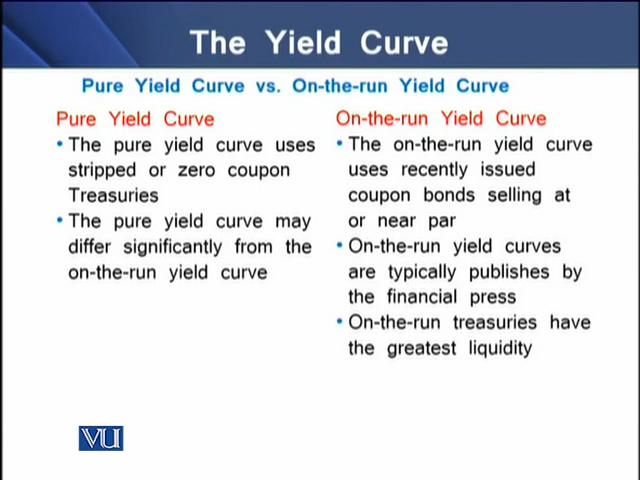 The Yield Curve
Pure Yield Curve vs. On-the-run Yield Curve
Pure Yield Curve
• The pure yield curve uses
stripped or zero coupon
Treasuries
• The pure yield curve may
differ significantly from the
on-the-run yield curve
On-the-run Yield Curve
• The on-the-run yield curve
uses recently issued
coupon bonds selling at
or near par
• On-the-run yield curves
are typically publishes by
the financial press
• On-the-run treasuries have
the greatest liquidity
VU